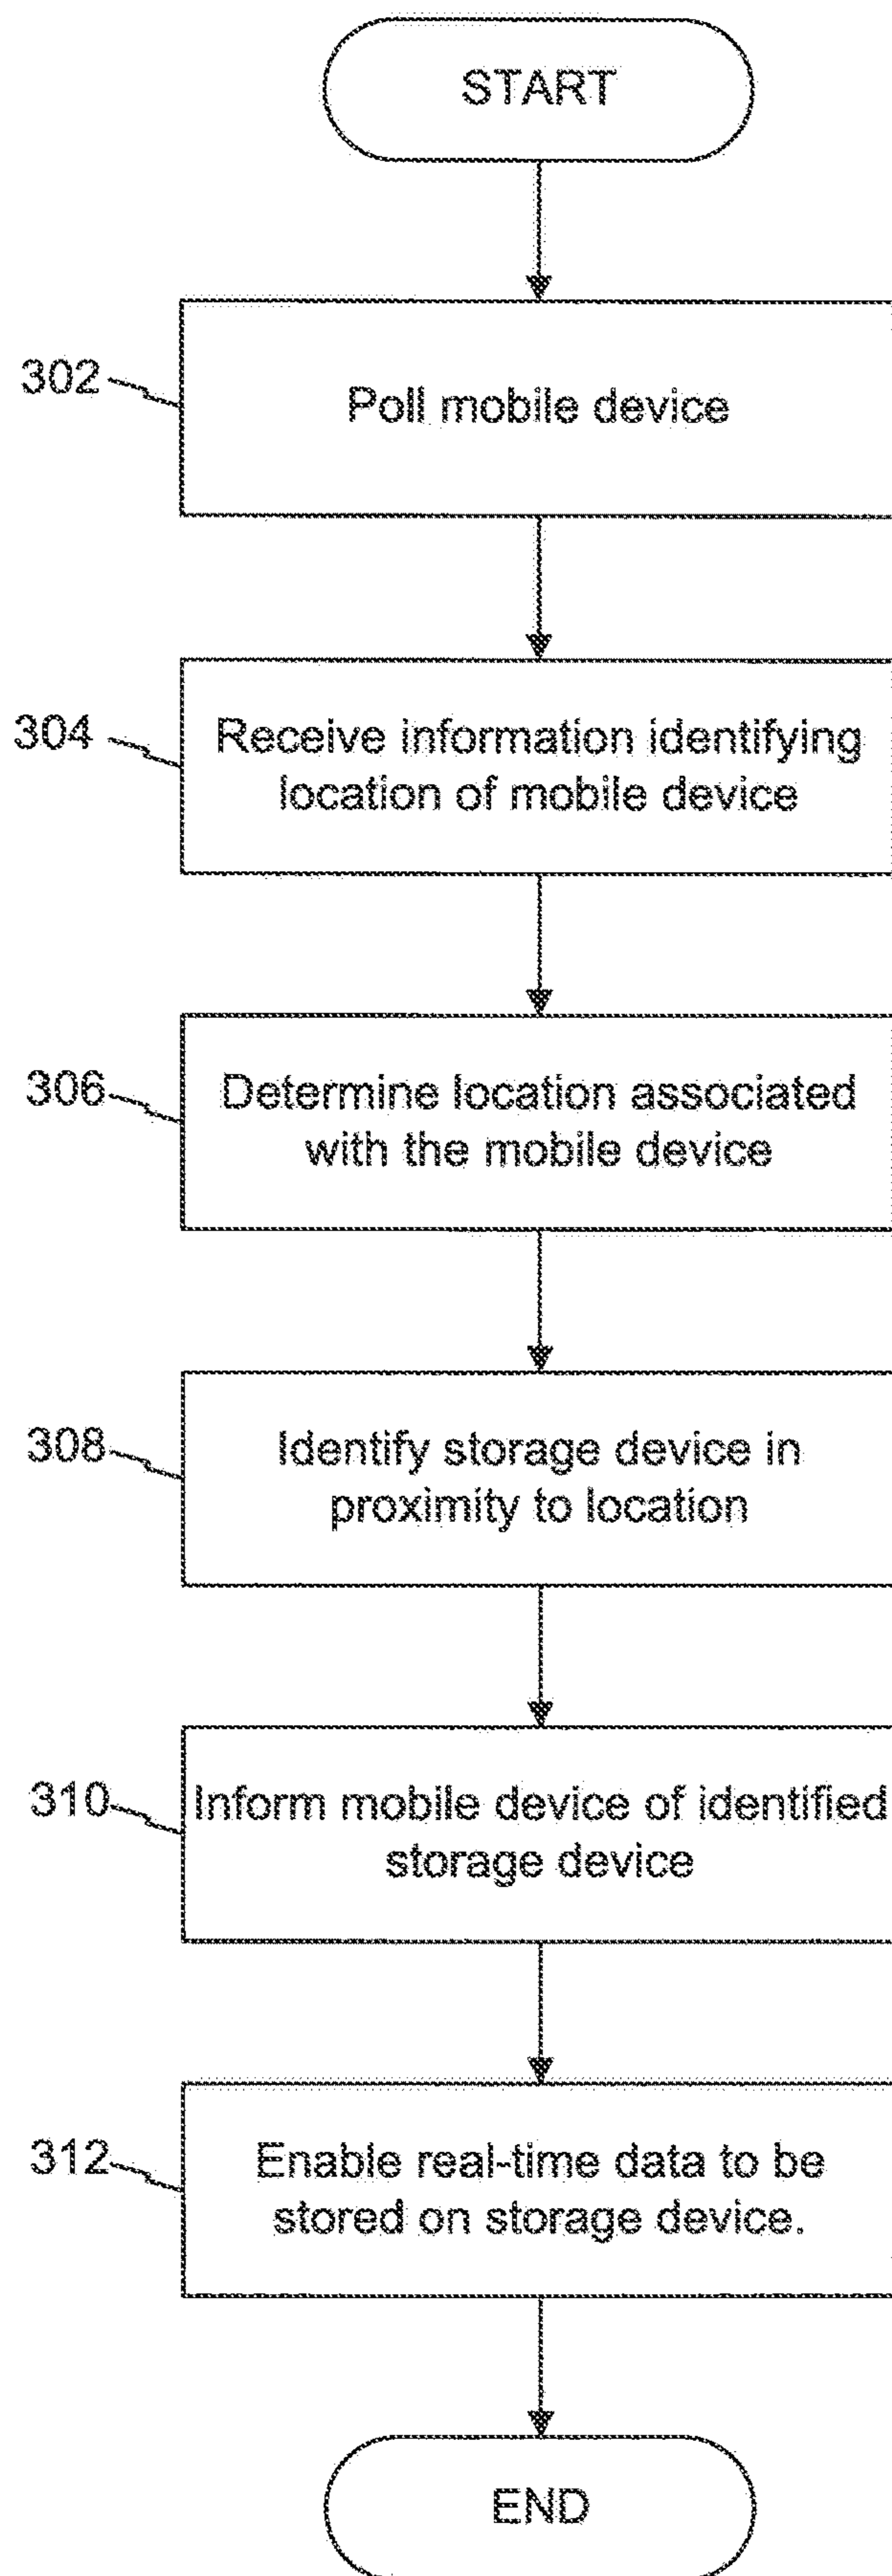 START
302
Poll mobile device
304
Receive information identifying
location of mobile device
306
Determine location associated
with the mobile device
308
Identify storage device in
proximity to location
310
Inform mobile device of identified
storage device
312
Enable real-time data to be
stored on storage device.
END